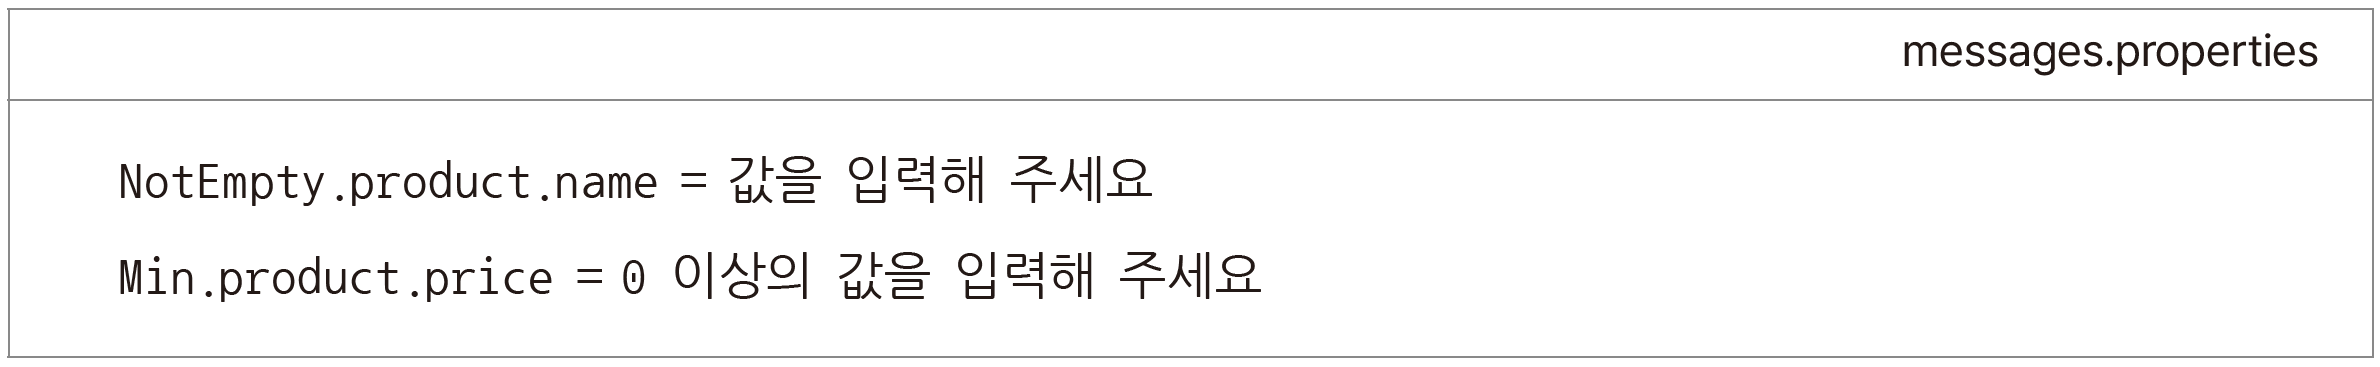 messages.properties
NotEmpty.product.name = 값을 입력해 주세요
Min.product.price = 0 이상의 값을 입력해 주세요